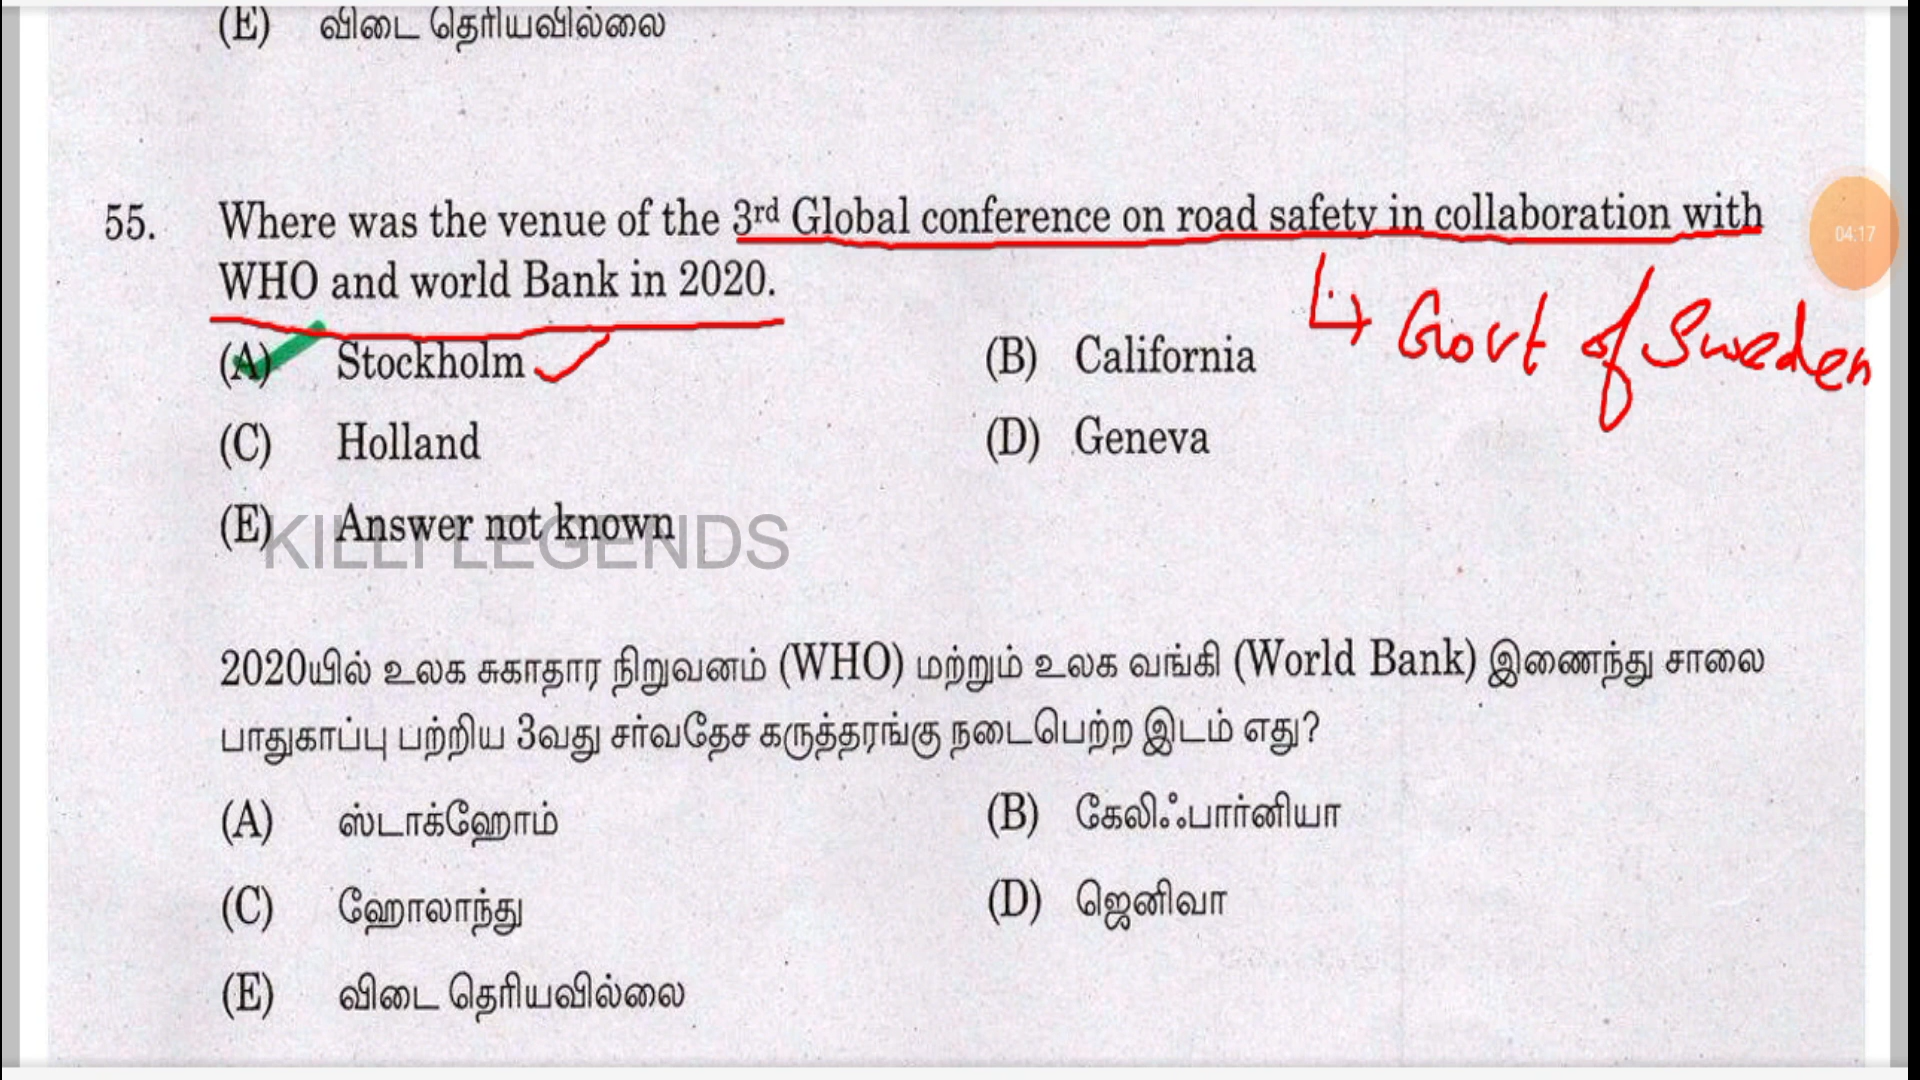 (E) விடை தெரியவில்லை
55. Where was the venue of the 3rd Global conference on road safety in collaboration with
04:17
WHO and world Bank in 2020.
Govt of Sweden
(A) Stockholm (B) California
(C) Holland (D) Geneva
(E) Answer not known
KILLI LEGENDS
2020யில் உலக சுகாதார நிறுவனம் (WHO) மற்றும் உலக வங்கி (World Bank) இணைந்து சாலை
பாதுகாப்பு பற்றிய 3வது சர்வதேச கருத்தரங்கு நடைபெற்ற இடம் எது?
(A) ஸ்டாக்ஹோம் (B) கேலிஃபார்னியா
(C) ஹோலாந்து (D) ஜெனிவா
(E) விடை தெரியவில்லை